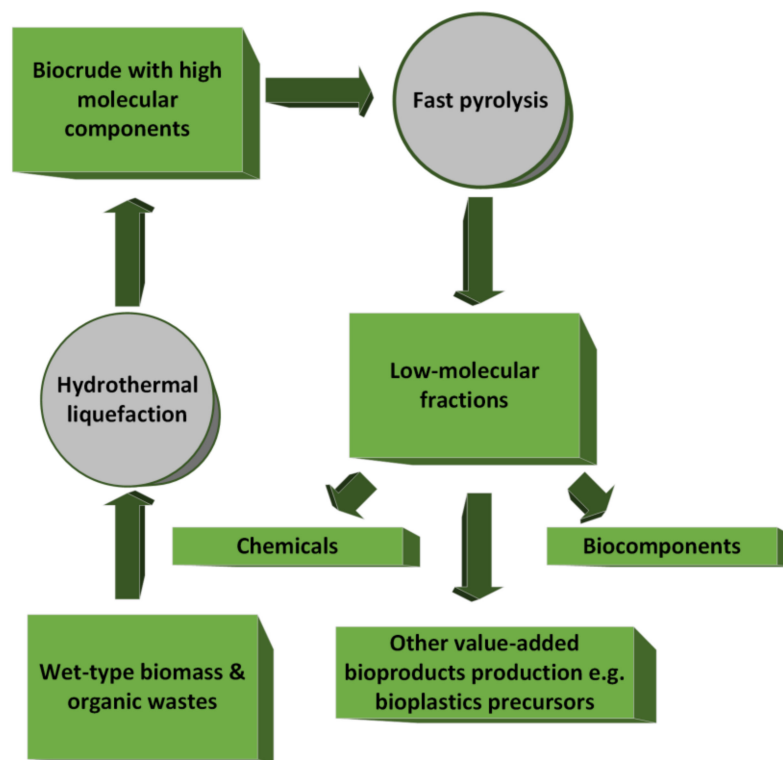 Biocrude with high
molecular
components
Fast pyrolysis
Hydrothermal
liquefaction
Low-molecular
fractions
Chemicals
Biocomponents
Wet-type biomass &
organic wastes
Other value-added
bioproducts production e.g.
bioplastics precursors